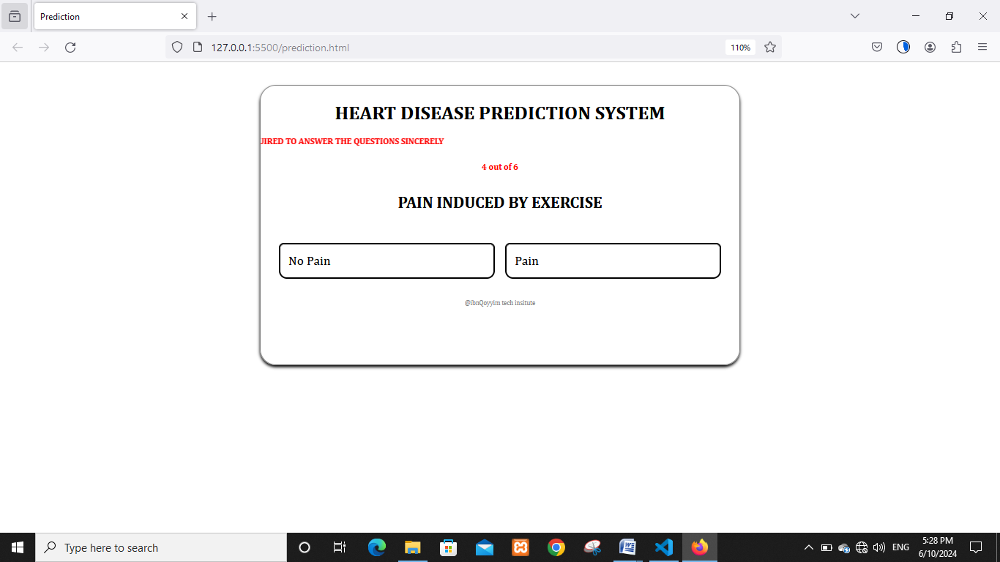 Prediction
127.0.0.1:5500/prediction.html
110%
HEART DISEASE PREDICTION SYSTEM
UIRED TO ANSWER THE QUESTIONS SINCERELY
4 out of 6
PAIN INDUCED BY EXERCISE
No Pain
Pain
@ibnQoyyim tech insitute
Type here to search
ENG
5:28 PM
6/10/2024